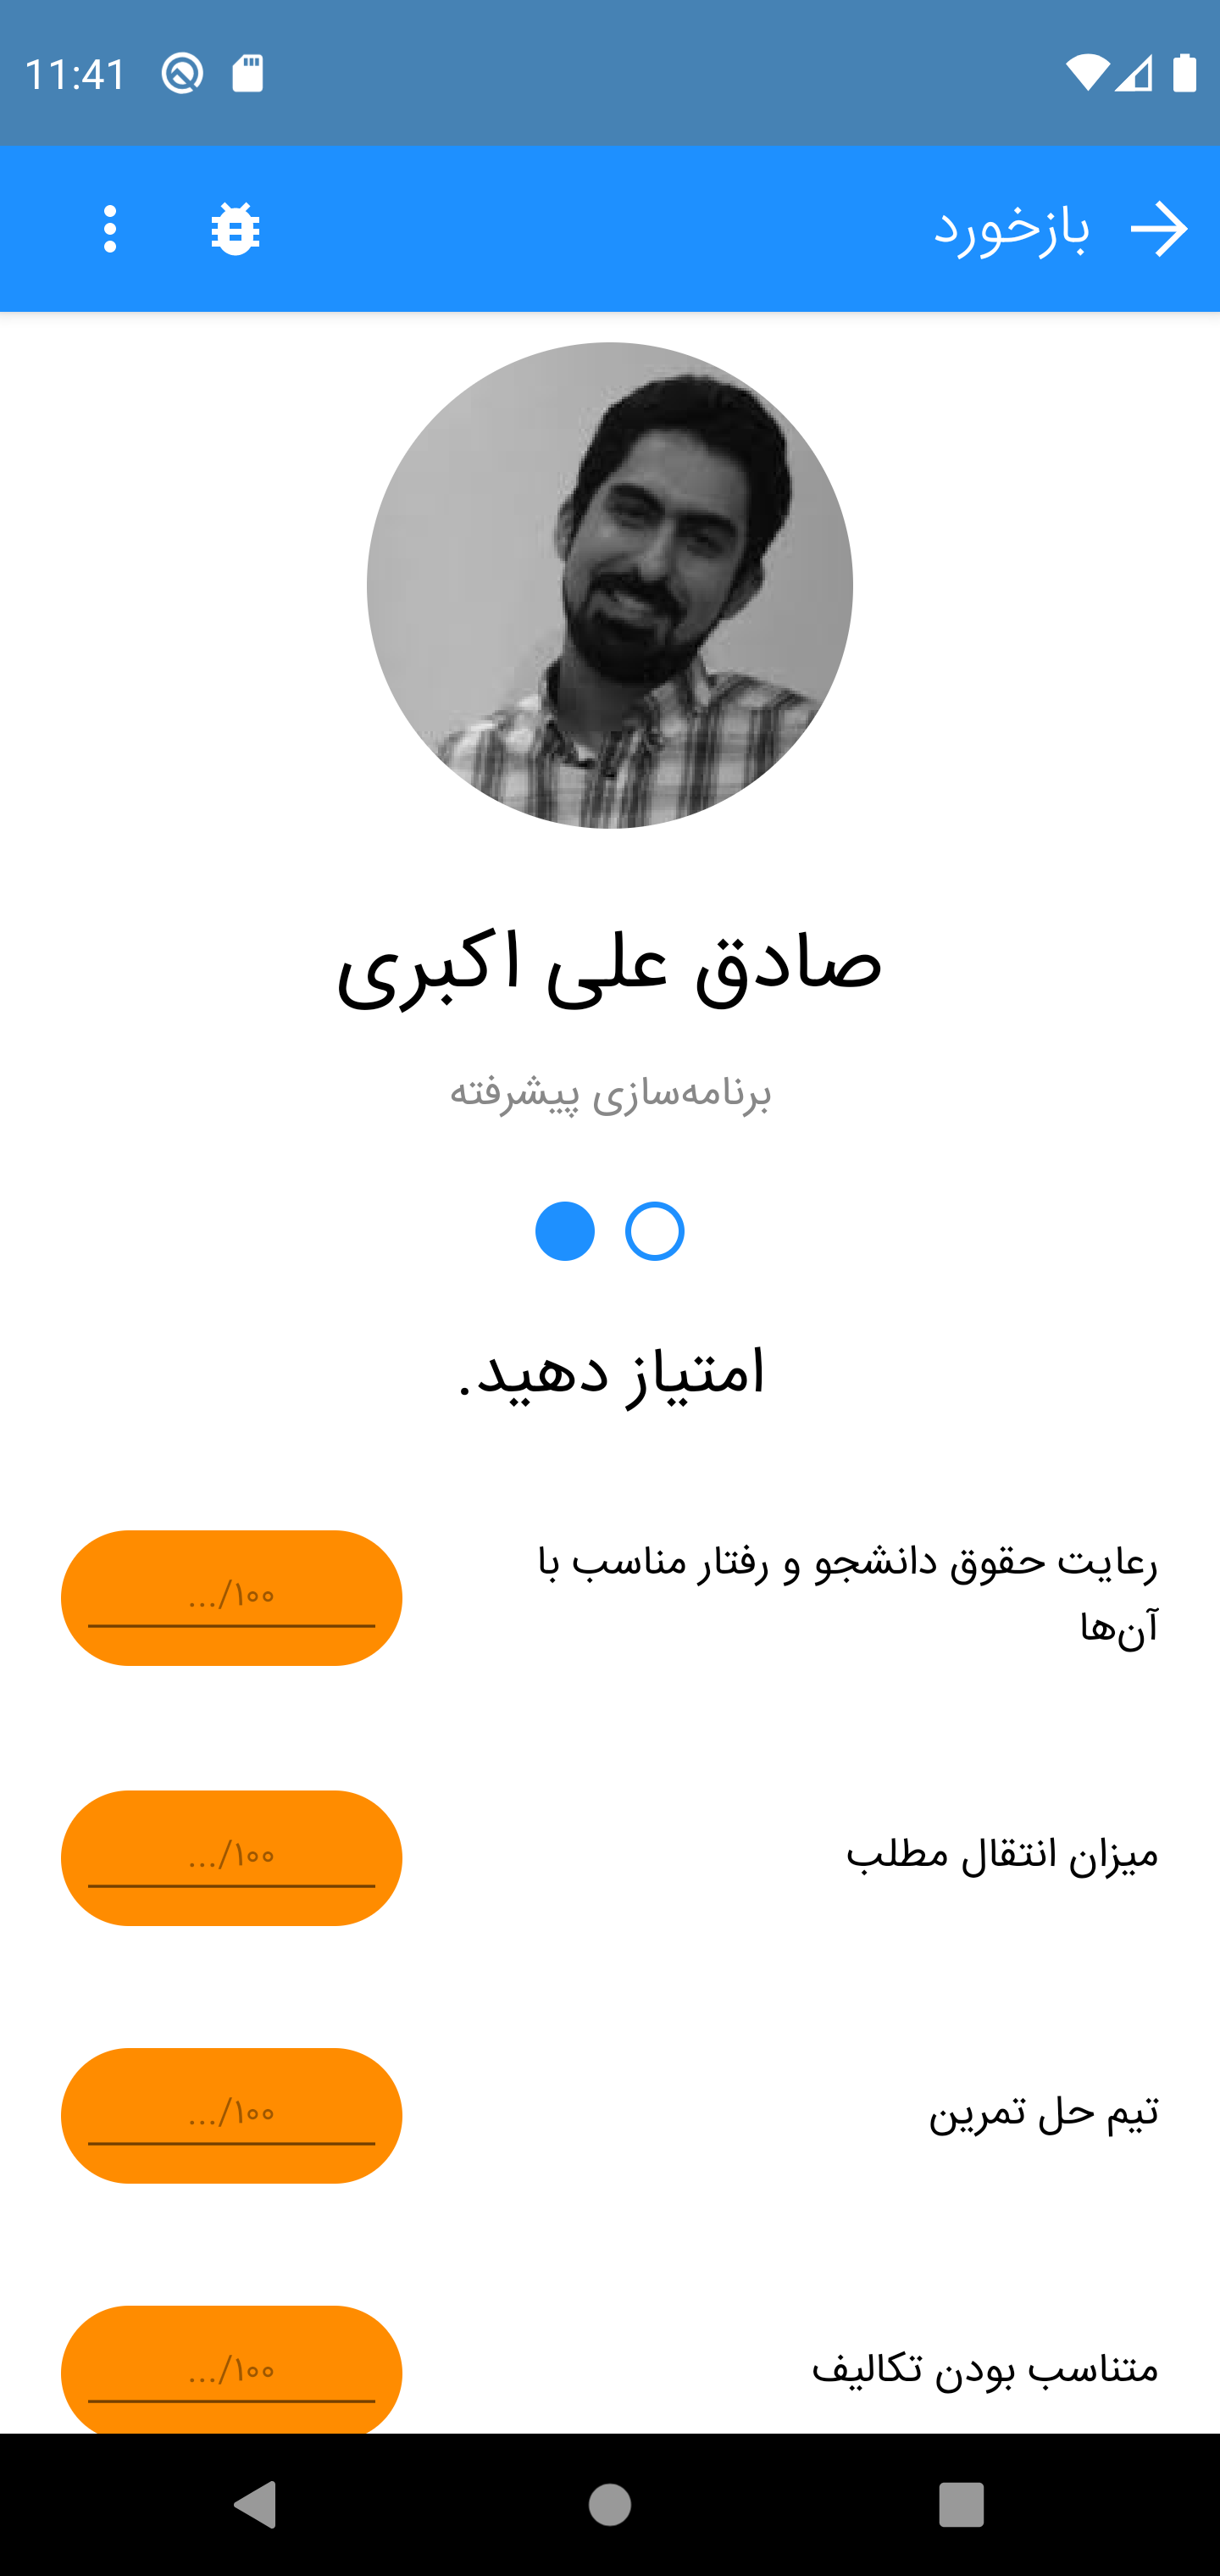 11:41
بازخورد
صادق علی اکبری
برنامه‌سازی پیشرفته
امتیاز دهید.
رعایت حقوق دانشجو و رفتار مناسب با
آن‌ها
.../۱۰۰
میزان انتقال مطلب
.../۱۰۰
تیم حل تمرین
.../۱۰۰
متناسب بودن تکالیف
.../۱۰۰